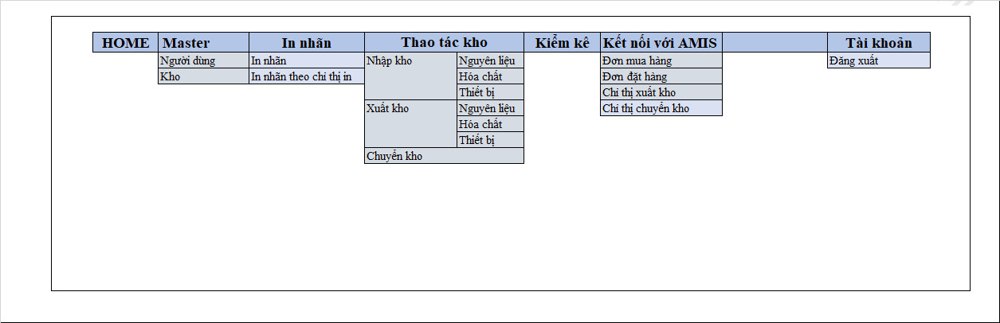 HOME Master In nhãn Thao tác kho Kiểm kê Kết nối với AMIS Tài khoản
Người dùng In nhãn Nhập kho Nguyên liệu Đơn mua hàng Đăng xuất
Kho In nhãn theo chỉ thị in Hóa chất Đơn đặt hàng
Thiết bị Chỉ thị xuất kho
Xuất kho Nguyên liệu Chỉ thị chuyển kho
Hóa chất
Thiết bị
Chuyển kho